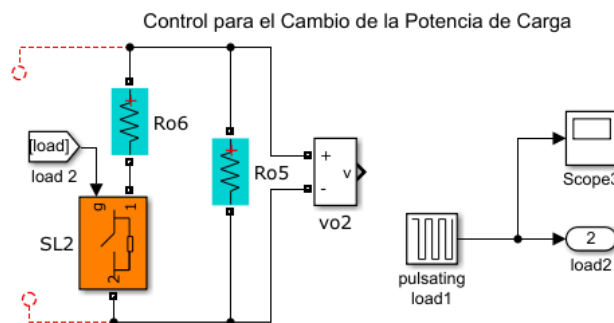 Control para el Cambio de la Potencia de Carga
Ro6
[load]
load 2
g
1
SL2
2
Ro5
+
v
-
vo2
pulsating
load1
Scope3
2
load2